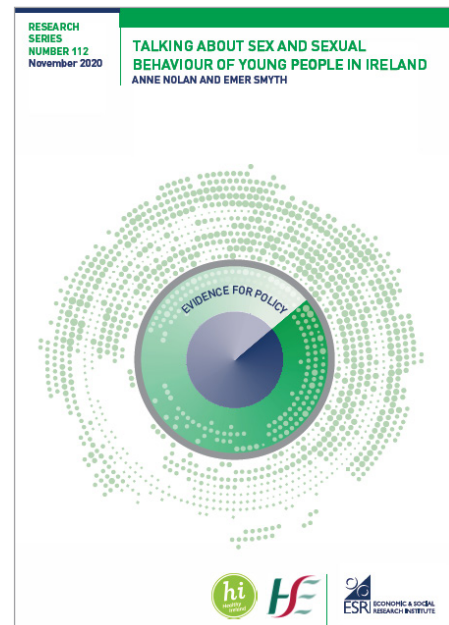 RESEARCH
SERIES
NUMBER 112
November 2020
TALKING ABOUT SEX AND SEXUAL
BEHAVIOUR OF YOUNG PEOPLE IN IRELAND
ANNE NOLAN AND EMER SMYTH
EVIDENCE FOR POLICY
hi
Healthy
Ireland
HSE
ESRI
ECONOMIC & SOCIAL
RESEARCH INSTITUTE